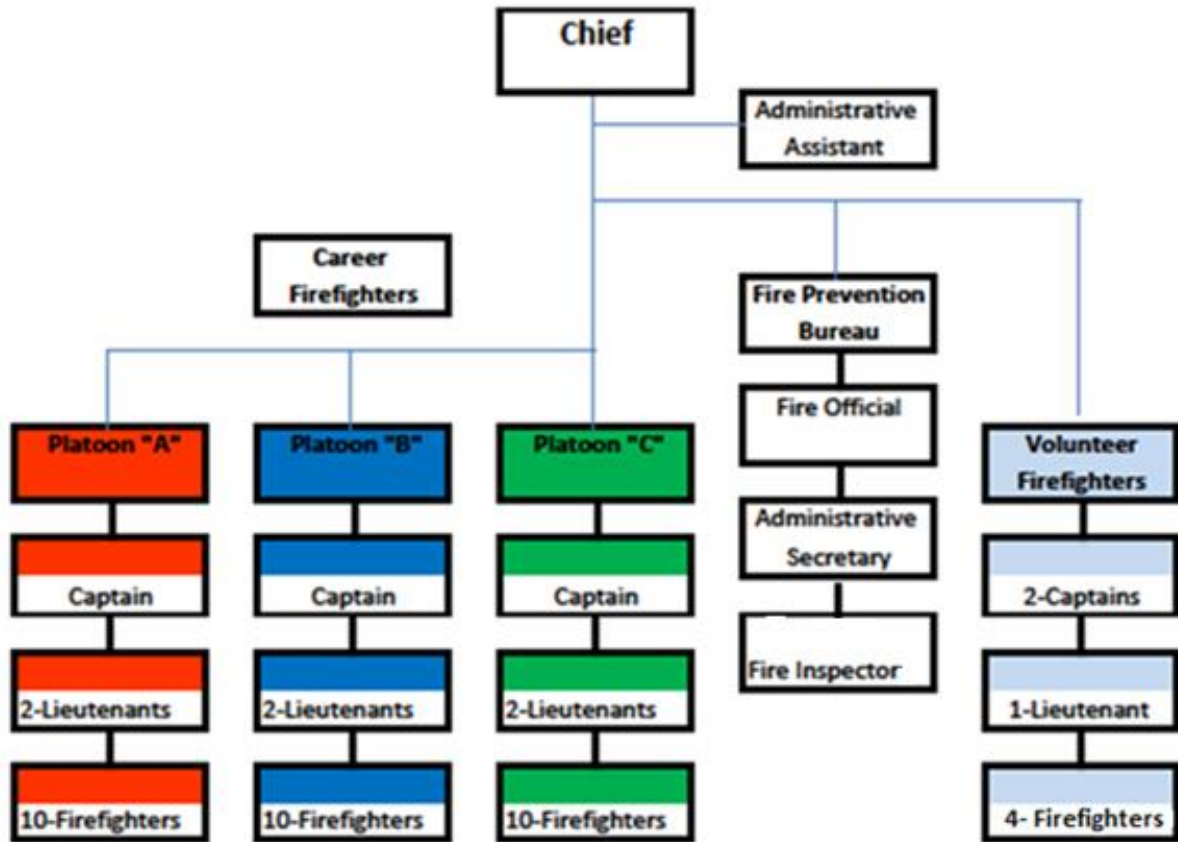 Chief
Administrative
Assistant
Career
Firefighters
Fire Prevention
Bureau
Fire Official
Administrative
Secretary
Fire Inspector
Platoon "A"
Captain
2-Lieutenants
10-Firefighters
Platoon "B"
Captain
2-Lieutenants
10-Firefighters
Platoon "C"
Captain
2-Lieutenants
10-Firefighters
Volunteer
Firefighters
2-Captains
1-Lieutenant
4- Firefighters